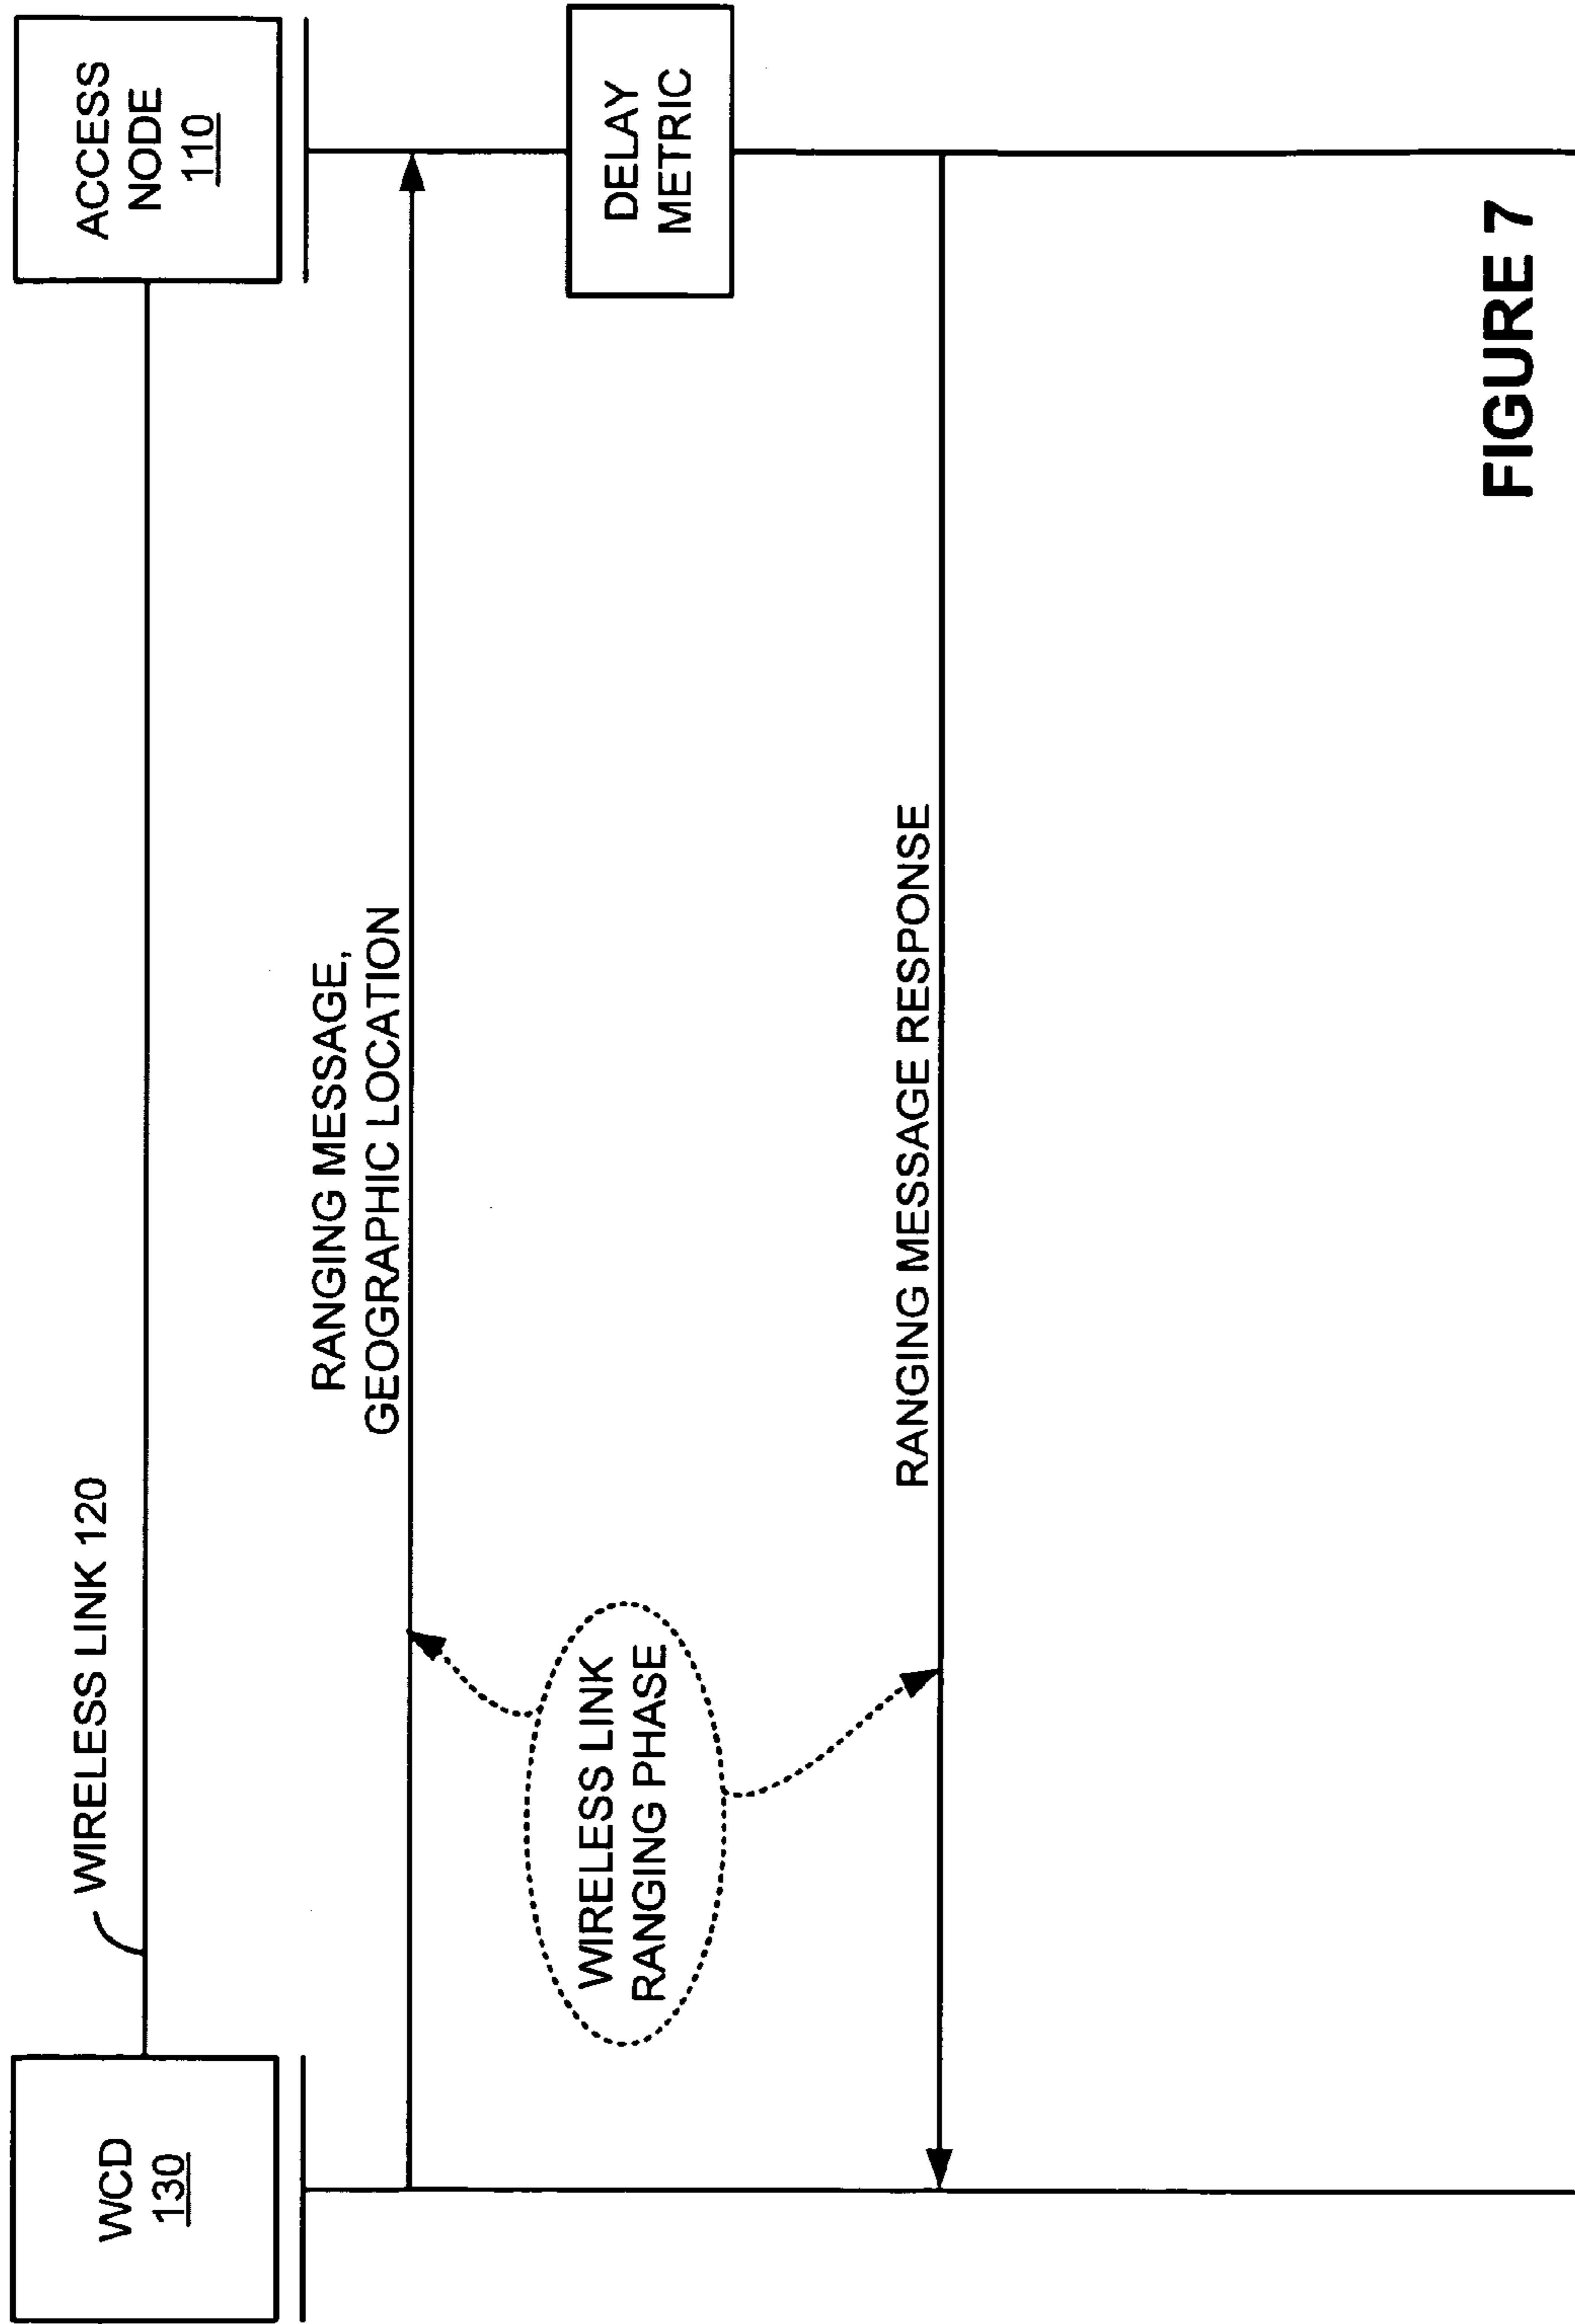 WCD
130
WIRELESS LINK 120
ACCESS
NODE
110
RANGING MESSAGE,
GEOGRAPHIC LOCATION
WIRELESS LINK
RANGING PHASE
DELAY
METRIC
RANGING MESSAGE RESPONSE
FIGURE 7